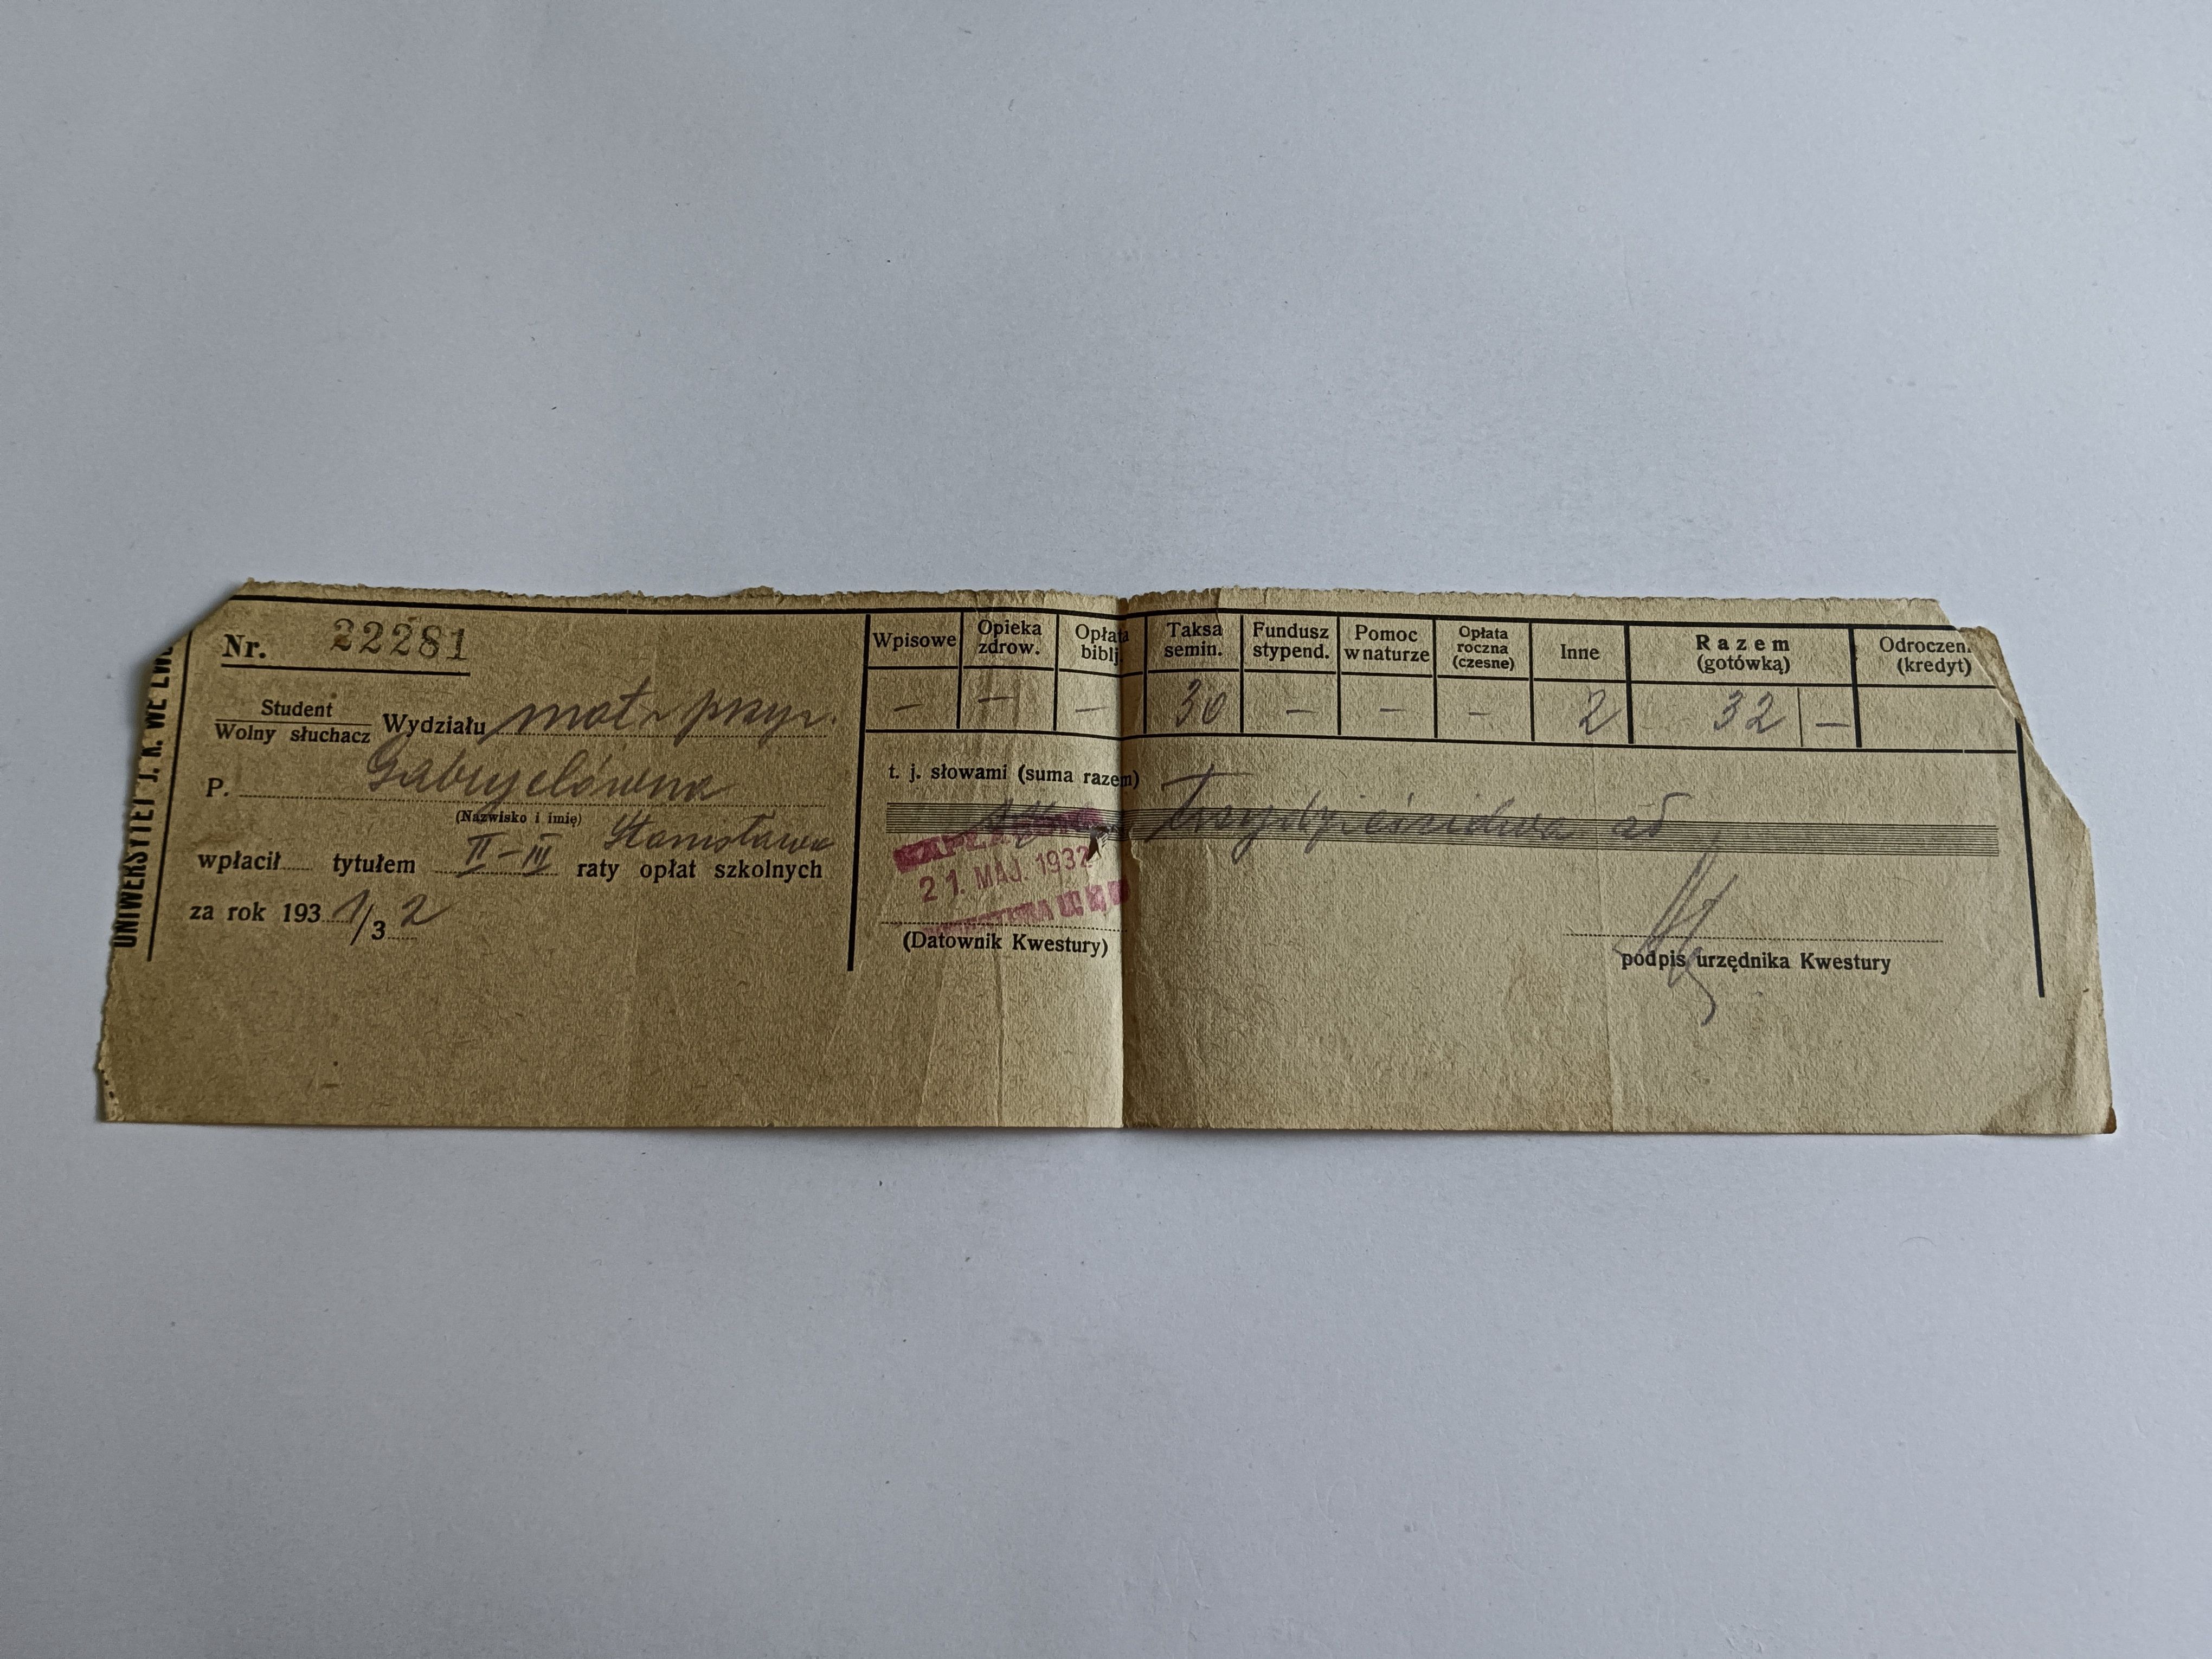 UNIWERSYTET J. K. WE LWO
Nr. 22281
Student
Wolny słuchacz
Wydziału mat-przyr.
P. Gabryelówna
(Nazwisko i imię)
Stanisława
wpłacił tytułem II-III raty opłat szkolnych
za rok 1931/32
Wpisowe
Opieka
zdrow.
Opłata
biblj.
Taksa
semin.
Fundusz
stypend.
Pomoc
w naturze
Opłata
roczna
(czesne)
Inne
Razem
(gotówką)
Odroczen.
(kredyt)
— — — 30 — — — 2 32 —
t. j. słowami (suma razem)
Trzydzieścidwa zł
21. MAJ. 1932
(Datownik Kwestury)
podpis urzędnika Kwestury